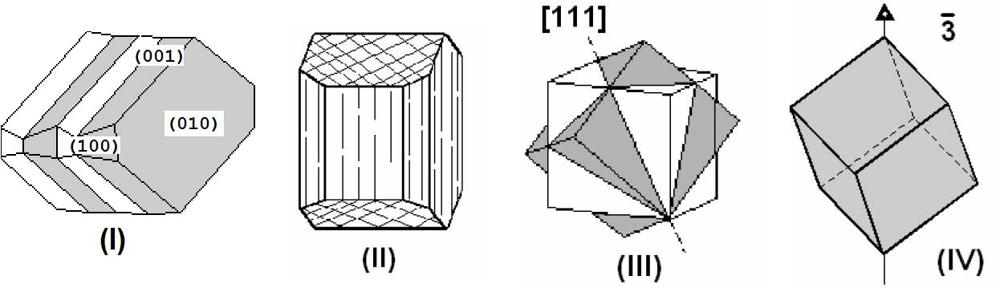 (001)
(010)
(100)
(I)
(II)
[111]
(III)
3̅
(IV)